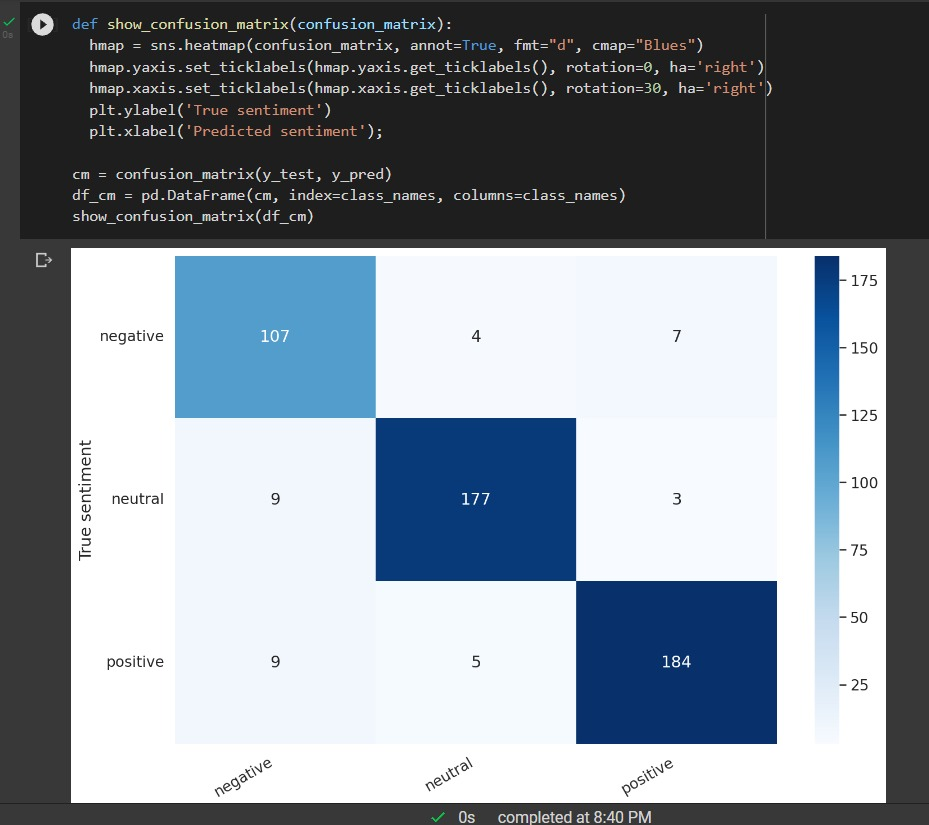 def show_confusion_matrix(confusion_matrix):
  hmap = sns.heatmap(confusion_matrix, annot=True, fmt="d", cmap="Blues")
  hmap.yaxis.set_ticklabels(hmap.yaxis.get_ticklabels(), rotation=0, ha='right')
  hmap.xaxis.set_ticklabels(hmap.xaxis.get_ticklabels(), rotation=30, ha='right')
  plt.ylabel('True sentiment')
  plt.xlabel('Predicted sentiment');
0s
cm = confusion_matrix(y_test, y_pred)
df_cm = pd.DataFrame(cm, index=class_names, columns=class_names)
show_confusion_matrix(df_cm)
negative 107 4 7
neutral 9 177 3
positive 9 5 184
True sentiment
negative neutral positive
175
150
125
100
75
50
25
0s completed at 8:40 PM